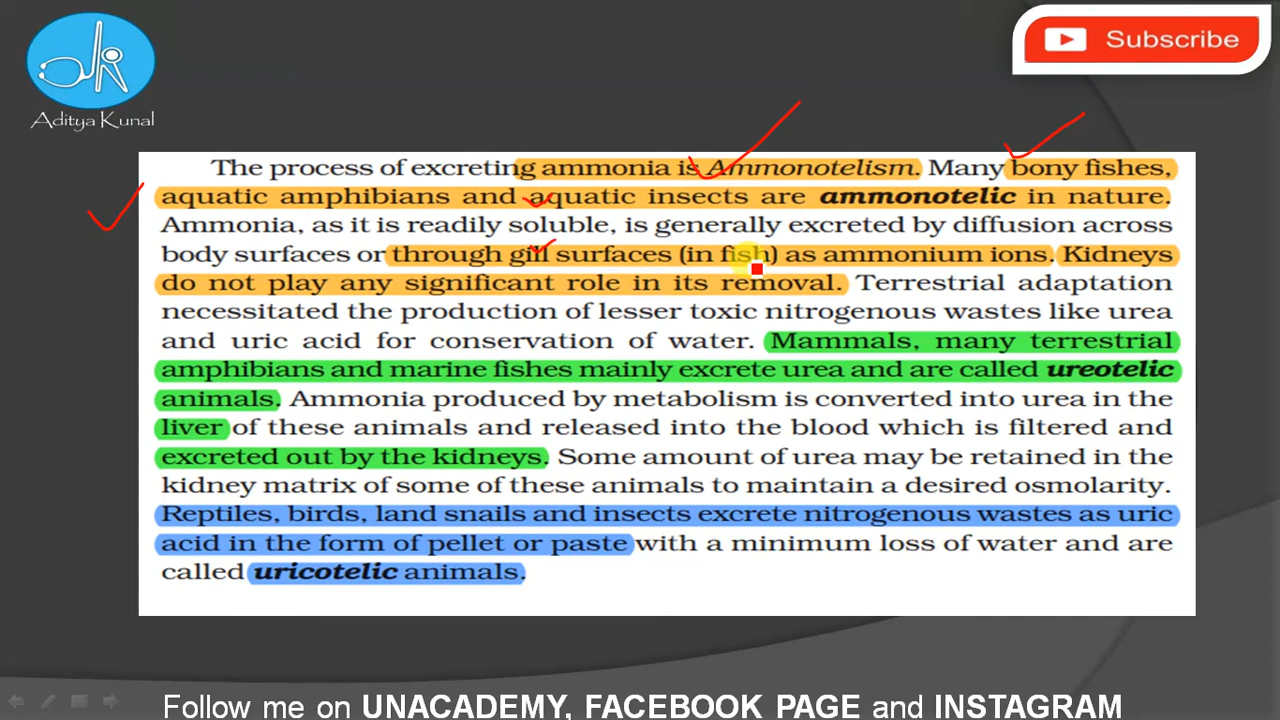 Subscribe
Aditya Kunal
The process of excreting ammonia is Ammonotelism. Many bony fishes,
aquatic amphibians and aquatic insects are ammonotelic in nature.
Ammonia, as it is readily soluble, is generally excreted by diffusion across
body surfaces or through gill surfaces (in fish) as ammonium ions. Kidneys
do not play any significant role in its removal. Terrestrial adaptation
necessitated the production of lesser toxic nitrogenous wastes like urea
and uric acid for conservation of water. Mammals, many terrestrial
amphibians and marine fishes mainly excrete urea and are called ureotelic
animals. Ammonia produced by metabolism is converted into urea in the
liver of these animals and released into the blood which is filtered and
excreted out by the kidneys. Some amount of urea may be retained in the
kidney matrix of some of these animals to maintain a desired osmolarity.
Reptiles, birds, land snails and insects excrete nitrogenous wastes as uric
acid in the form of pellet or paste with a minimum loss of water and are
called uricotelic animals.
Follow me on UNACADEMY, FACEBOOK PAGE and INSTAGRAM